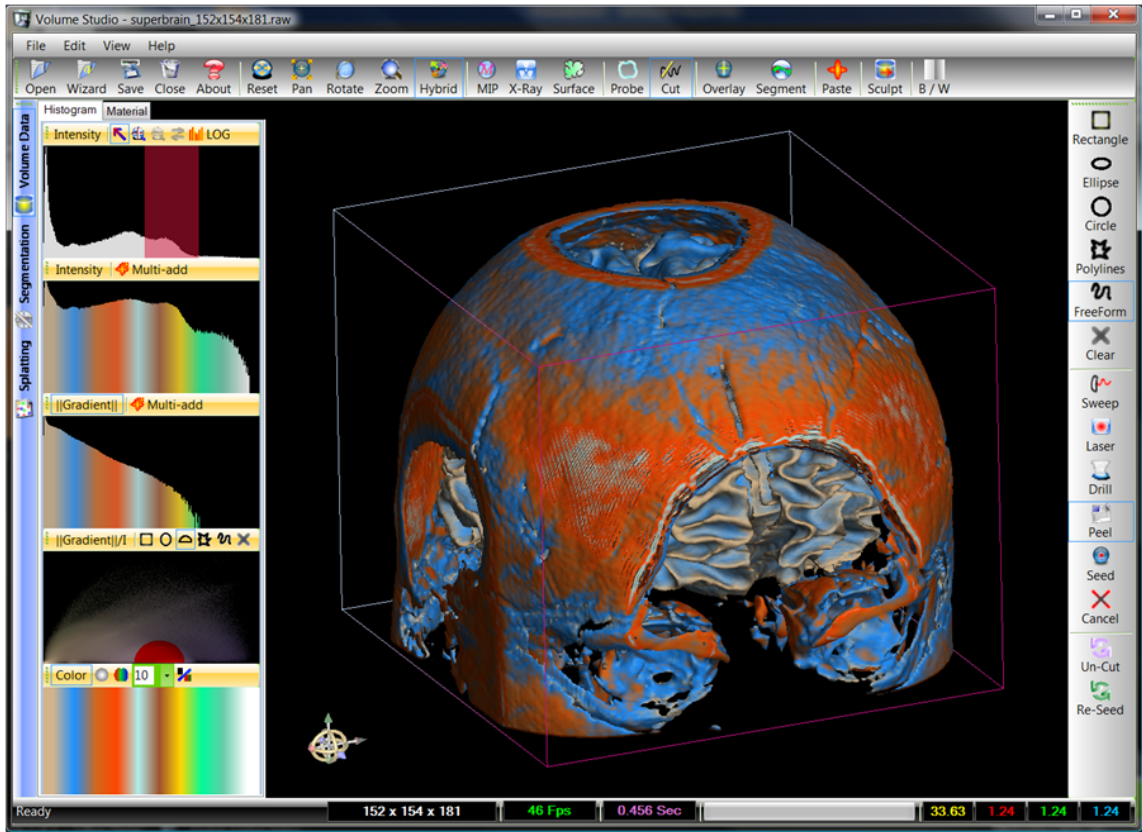 Volume Studio - superbrain_152x154x181.raw
File Edit View Help
Open Wizard Save Close About Reset Pan Rotate Zoom Hybrid MIP X-Ray Surface Probe Cut Overlay Segment Paste Sculpt B / W
Volume Data
Segmentation
Splatting
Histogram Material
Intensity LOG
Intensity Multi-add
||Gradient|| Multi-add
||Gradient||/I
Color 10
Rectangle
Ellipse
Circle
Polylines
FreeForm
Clear
Sweep
Laser
Drill
Peel
Seed
Cancel
Un-Cut
Re-Seed
Ready 152 x 154 x 181 46 Fps 0.456 Sec 33.63 1.24 1.24 1.24